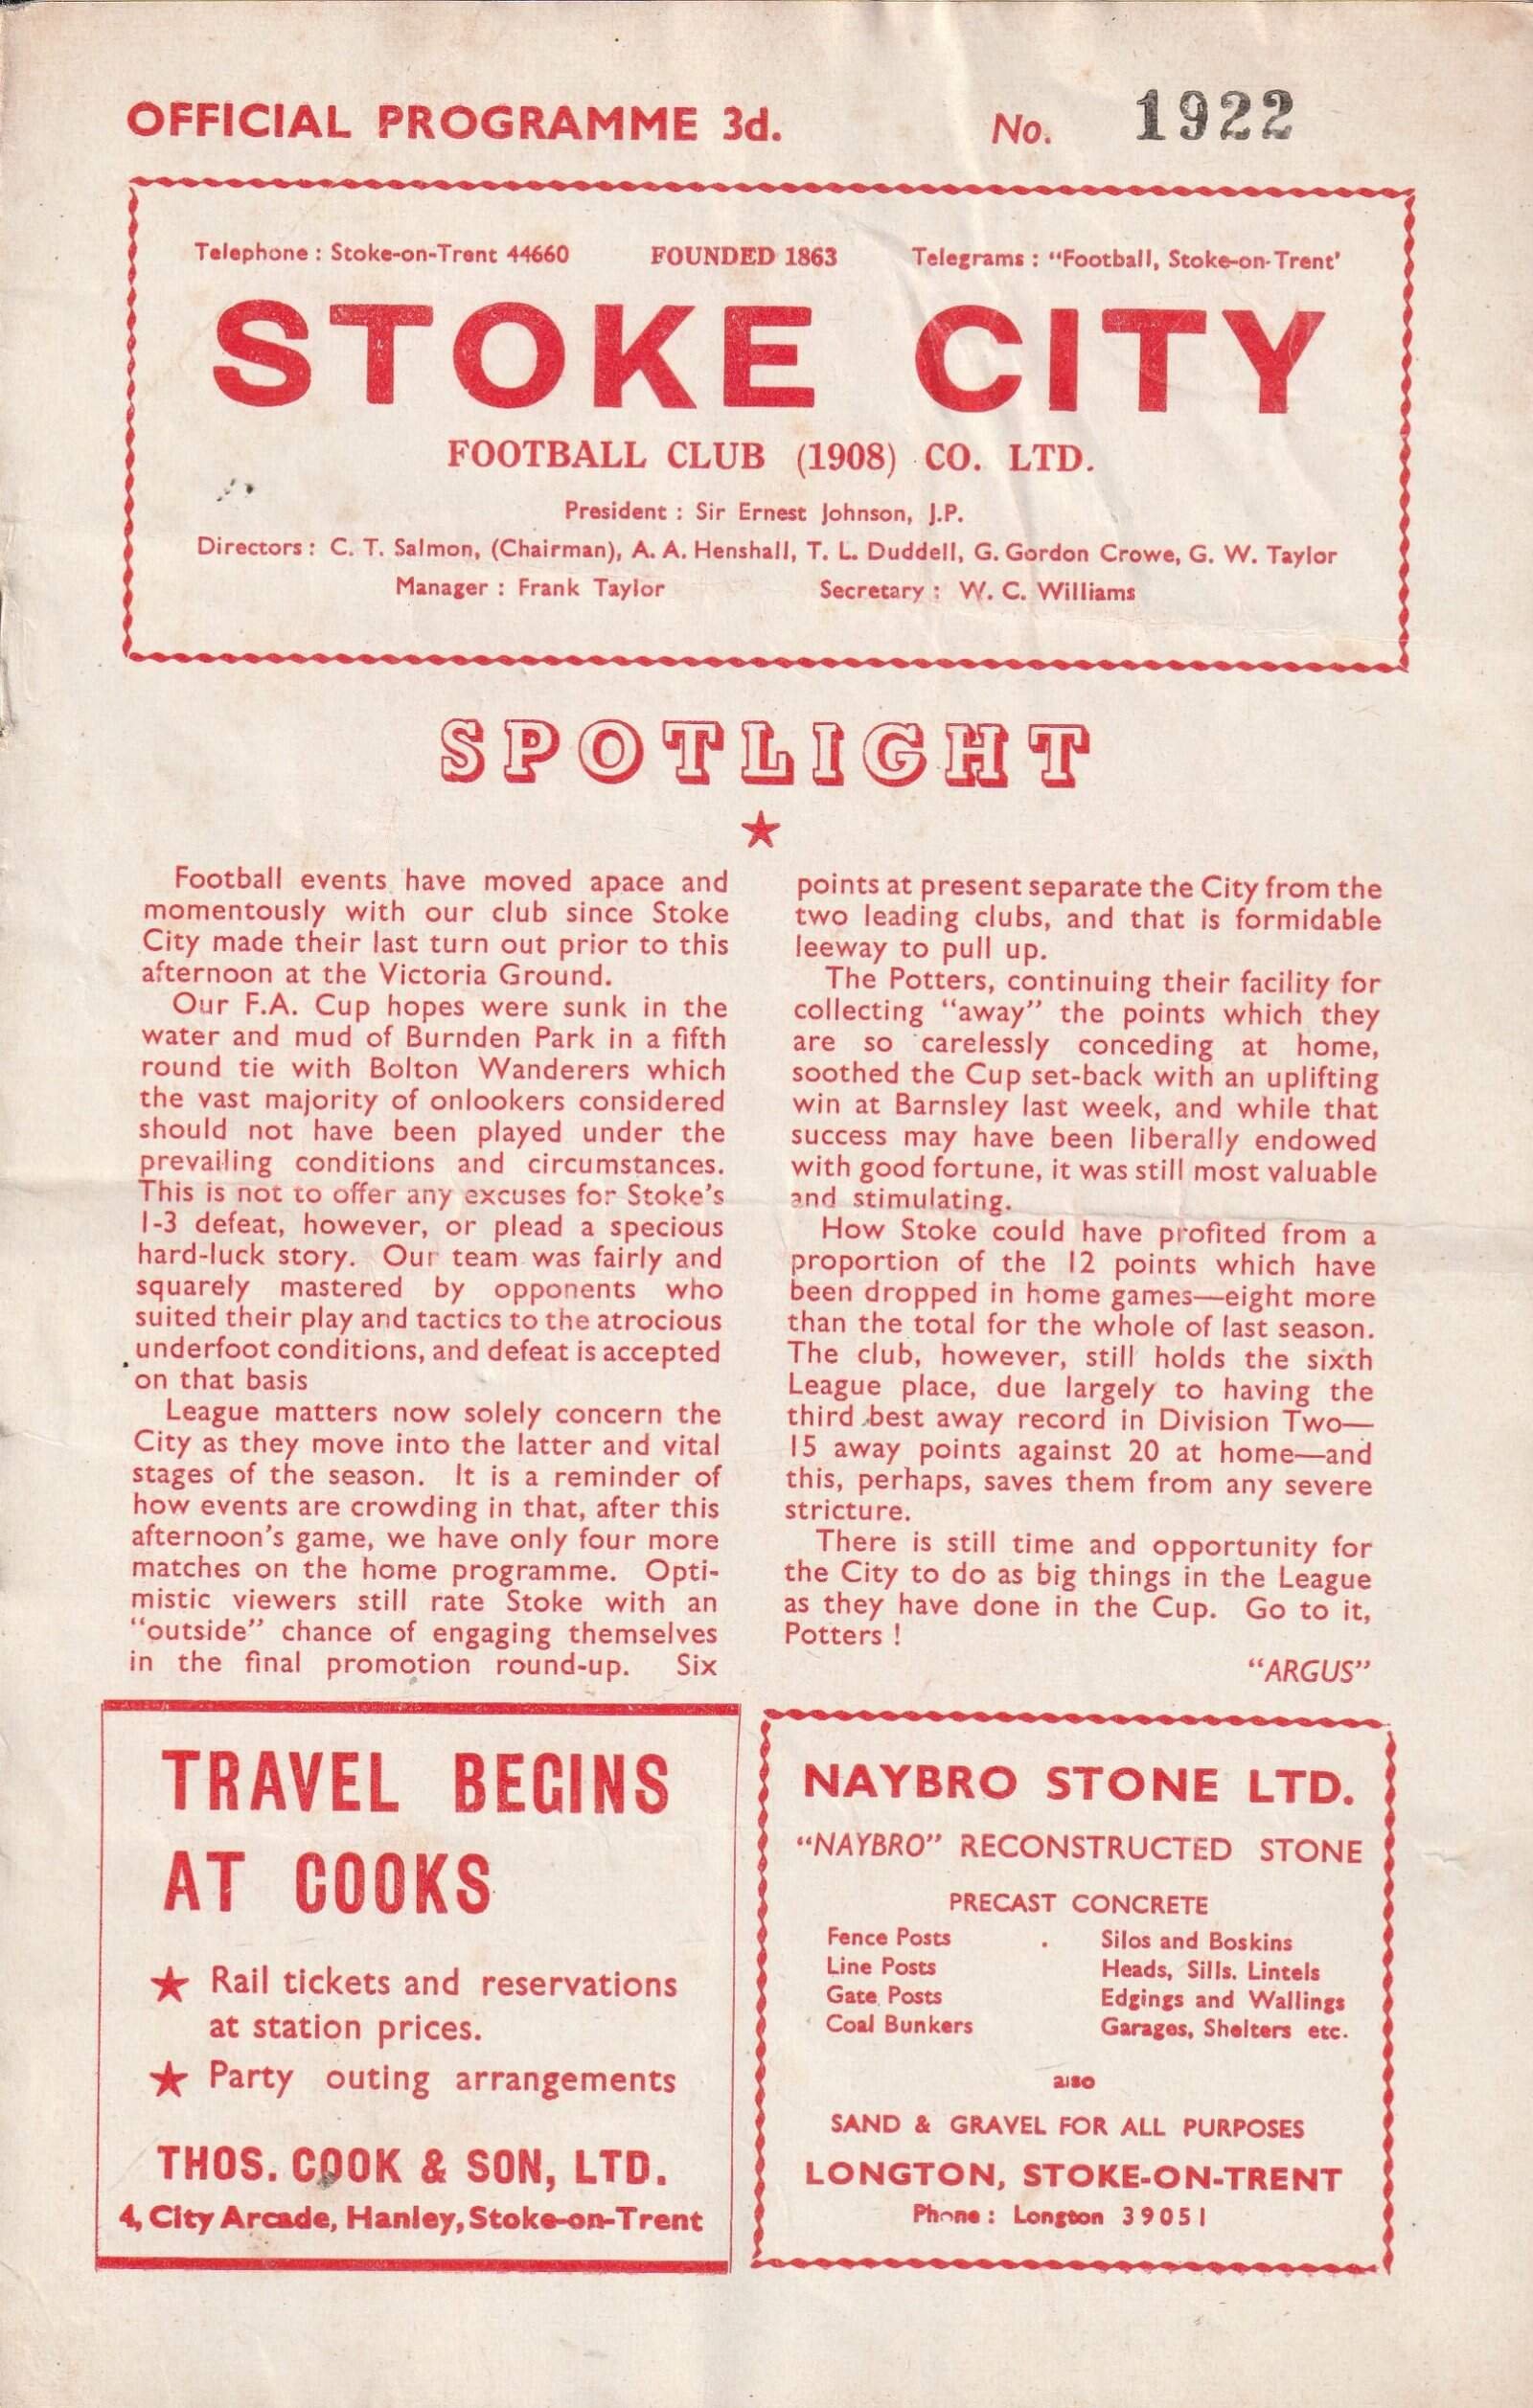 OFFICIAL PROGRAMME 3d. No. 1922
Telephone : Stoke-on-Trent 44660 FOUNDED 1863 Telegrams : "Football, Stoke-on-Trent'
STOKE CITY
FOOTBALL CLUB (1908) CO. LTD.
President : Sir Ernest Johnson, J.P.
Directors : C. T. Salmon, (Chairman), A. A. Henshall, T. L. Duddell, G. Gordon Crowe, G. W. Taylor
Manager : Frank Taylor Secretary : W. C. Williams
SPOTLIGHT
Football events have moved apace and
momentously with our club since Stoke
City made their last turn out prior to this
afternoon at the Victoria Ground.
Our F.A. Cup hopes were sunk in the
water and mud of Burnden Park in a fifth
round tie with Bolton Wanderers which
the vast majority of onlookers considered
should not have been played under the
prevailing conditions and circumstances.
This is not to offer any excuses for Stoke's
1-3 defeat, however, or plead a specious
hard-luck story. Our team was fairly and
squarely mastered by opponents who
suited their play and tactics to the atrocious
underfoot conditions, and defeat is accepted
on that basis
League matters now solely concern the
City as they move into the latter and vital
stages of the season. It is a reminder of
how events are crowding in that, after this
afternoon's game, we have only four more
matches on the home programme. Opti-
mistic viewers still rate Stoke with an
"outside" chance of engaging themselves
in the final promotion round-up. Six
points at present separate the City from the
two leading clubs, and that is formidable
leeway to pull up.
The Potters, continuing their facility for
collecting "away" the points which they
are so carelessly conceding at home,
soothed the Cup set-back with an uplifting
win at Barnsley last week, and while that
success may have been liberally endowed
with good fortune, it was still most valuable
and stimulating.
How Stoke could have profited from a
proportion of the 12 points which have
been dropped in home games—eight more
than the total for the whole of last season.
The club, however, still holds the sixth
League place, due largely to having the
third best away record in Division Two—
15 away points against 20 at home—and
this, perhaps, saves them from any severe
stricture.
There is still time and opportunity for
the City to do as big things in the League
as they have done in the Cup. Go to it,
Potters !
"ARGUS"
TRAVEL BEGINS
AT COOKS
★ Rail tickets and reservations
at station prices.
★ Party outing arrangements
THOS. COOK & SON, LTD.
4, City Arcade, Hanley, Stoke-on-Trent
NAYBRO STONE LTD.
"NAYBRO" RECONSTRUCTED STONE
PRECAST CONCRETE
Fence Posts Silos and Boskins
Line Posts Heads, Sills. Lintels
Gate Posts Edgings and Wallings
Coal Bunkers Garages, Shelters etc.
also
SAND & GRAVEL FOR ALL PURPOSES
LONGTON, STOKE-ON-TRENT
Phone : Longton 39051